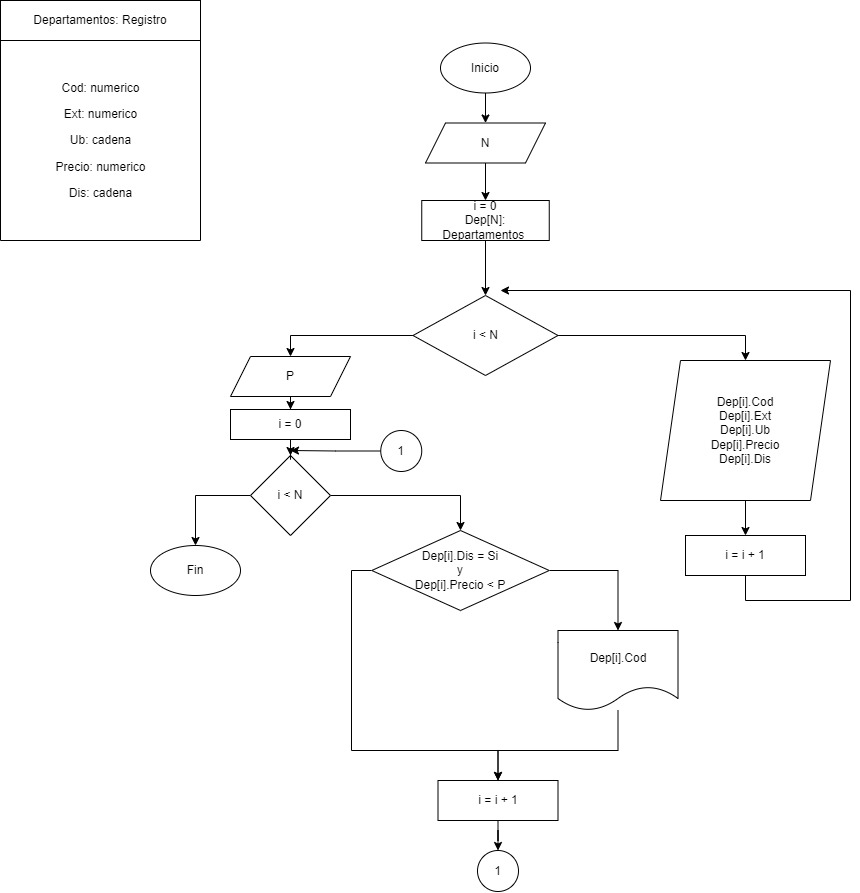 Departamentos: Registro
Cod: numerico
Ext: numerico
Ub: cadena
Precio: numerico
Dis: cadena
Inicio
N
i = 0
Dep[N]:
Departamentos
i < N
P
i = 0
1
i < N
Fin
Dep[i].Cod
Dep[i].Ext
Dep[i].Ub
Dep[i].Precio
Dep[i].Dis
i = i + 1
Dep[i].Dis = Si
y
Dep[i].Precio < P
Dep[i].Cod
i = i + 1
1